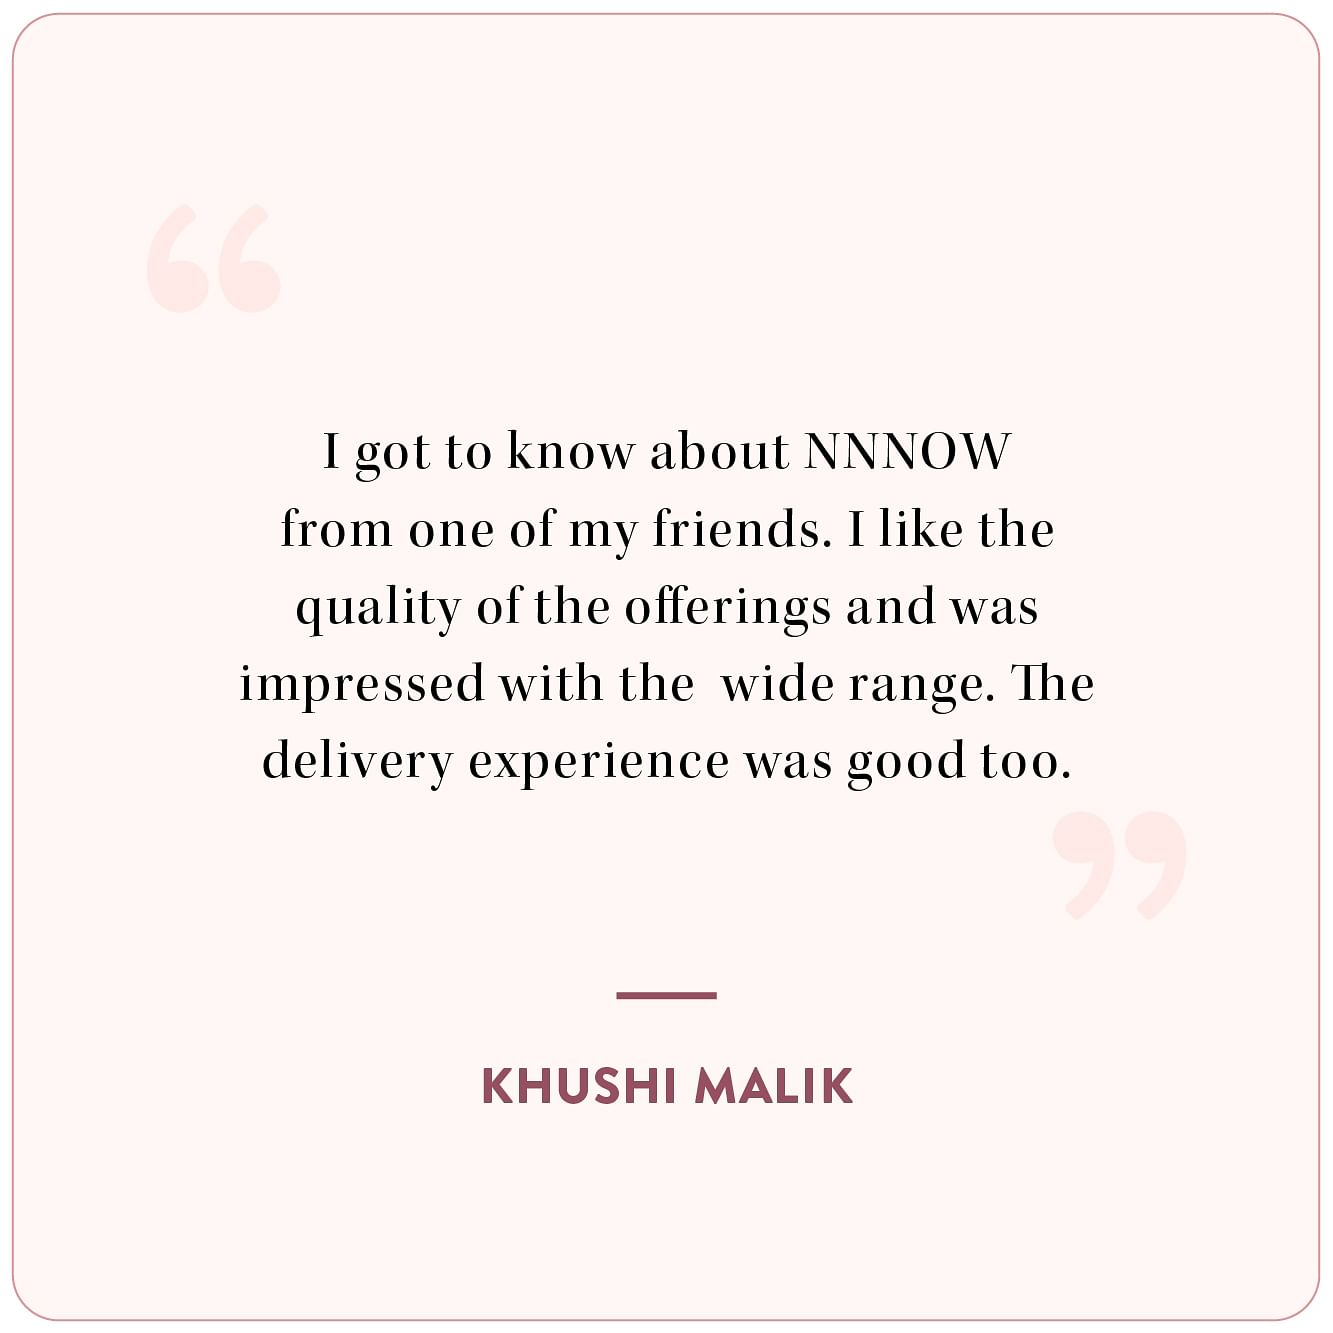 “
I got to know about NNNOW
from one of my friends. I like the
quality of the offerings and was
impressed with the  wide range. The
delivery experience was good too.
”
KHUSHI MALIK